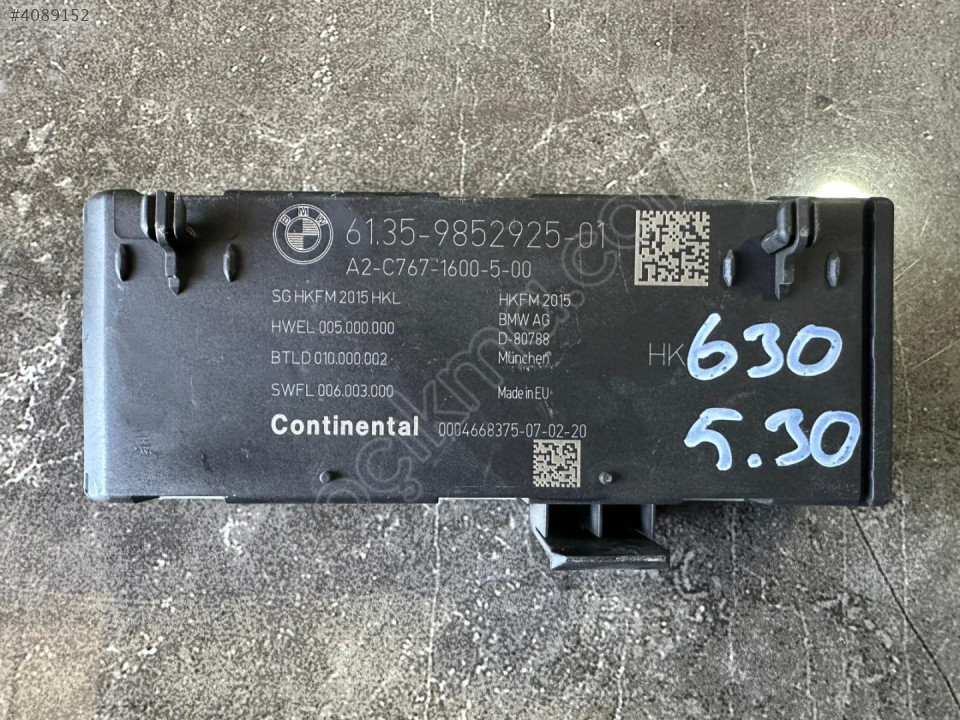 #4089152
BMW
61.35-9852925-01
A2-C767-1600-5-00
SG HKFM 2015 HKL
HWEL 005.000.000
BTLD 010.000.002
SWFL 006.003.000
HKFM 2015
BMW AG
D-80788
München
Made in EU
HK
630
5.30
Continental 0004668375-07-02-20